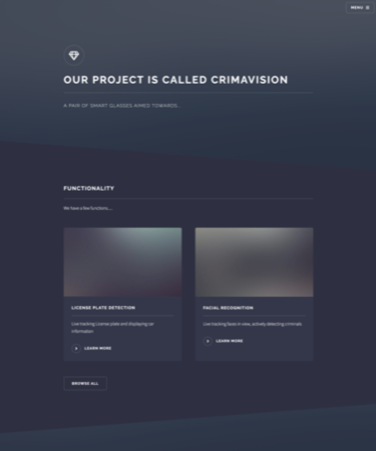 MENU
OUR PROJECT IS CALLED CRIMAVISION
A PAIR OF SMART GLASSES AIMED TOWARDS...
FUNCTIONALITY
We have a few functions....
LICENSE PLATE DETECTION
Live tracking License plate and displaying on
information
LEARN MORE
FACIAL RECOGNITION
Live tracking faces in view, actively detecting criminals.
LEARN MORE
BROWSE ALL